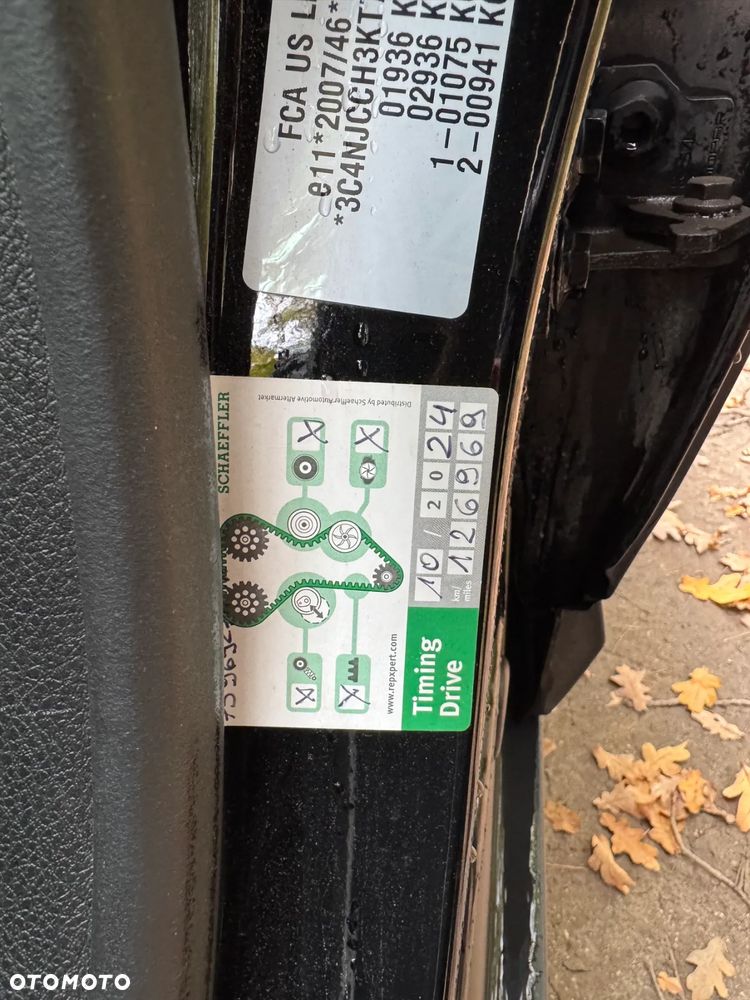 FCA US L
e11*2007/46*
*3C4NJCCH3KT
01936 K
02936 K
1-01075 K
2-00941 K
SCHAEFFLER
Distributed by Schaeffler Automotive Aftermarket
www.repxpert.com
Timing
Drive
10 / 2024
km/
miles
126969
OTOMOTO